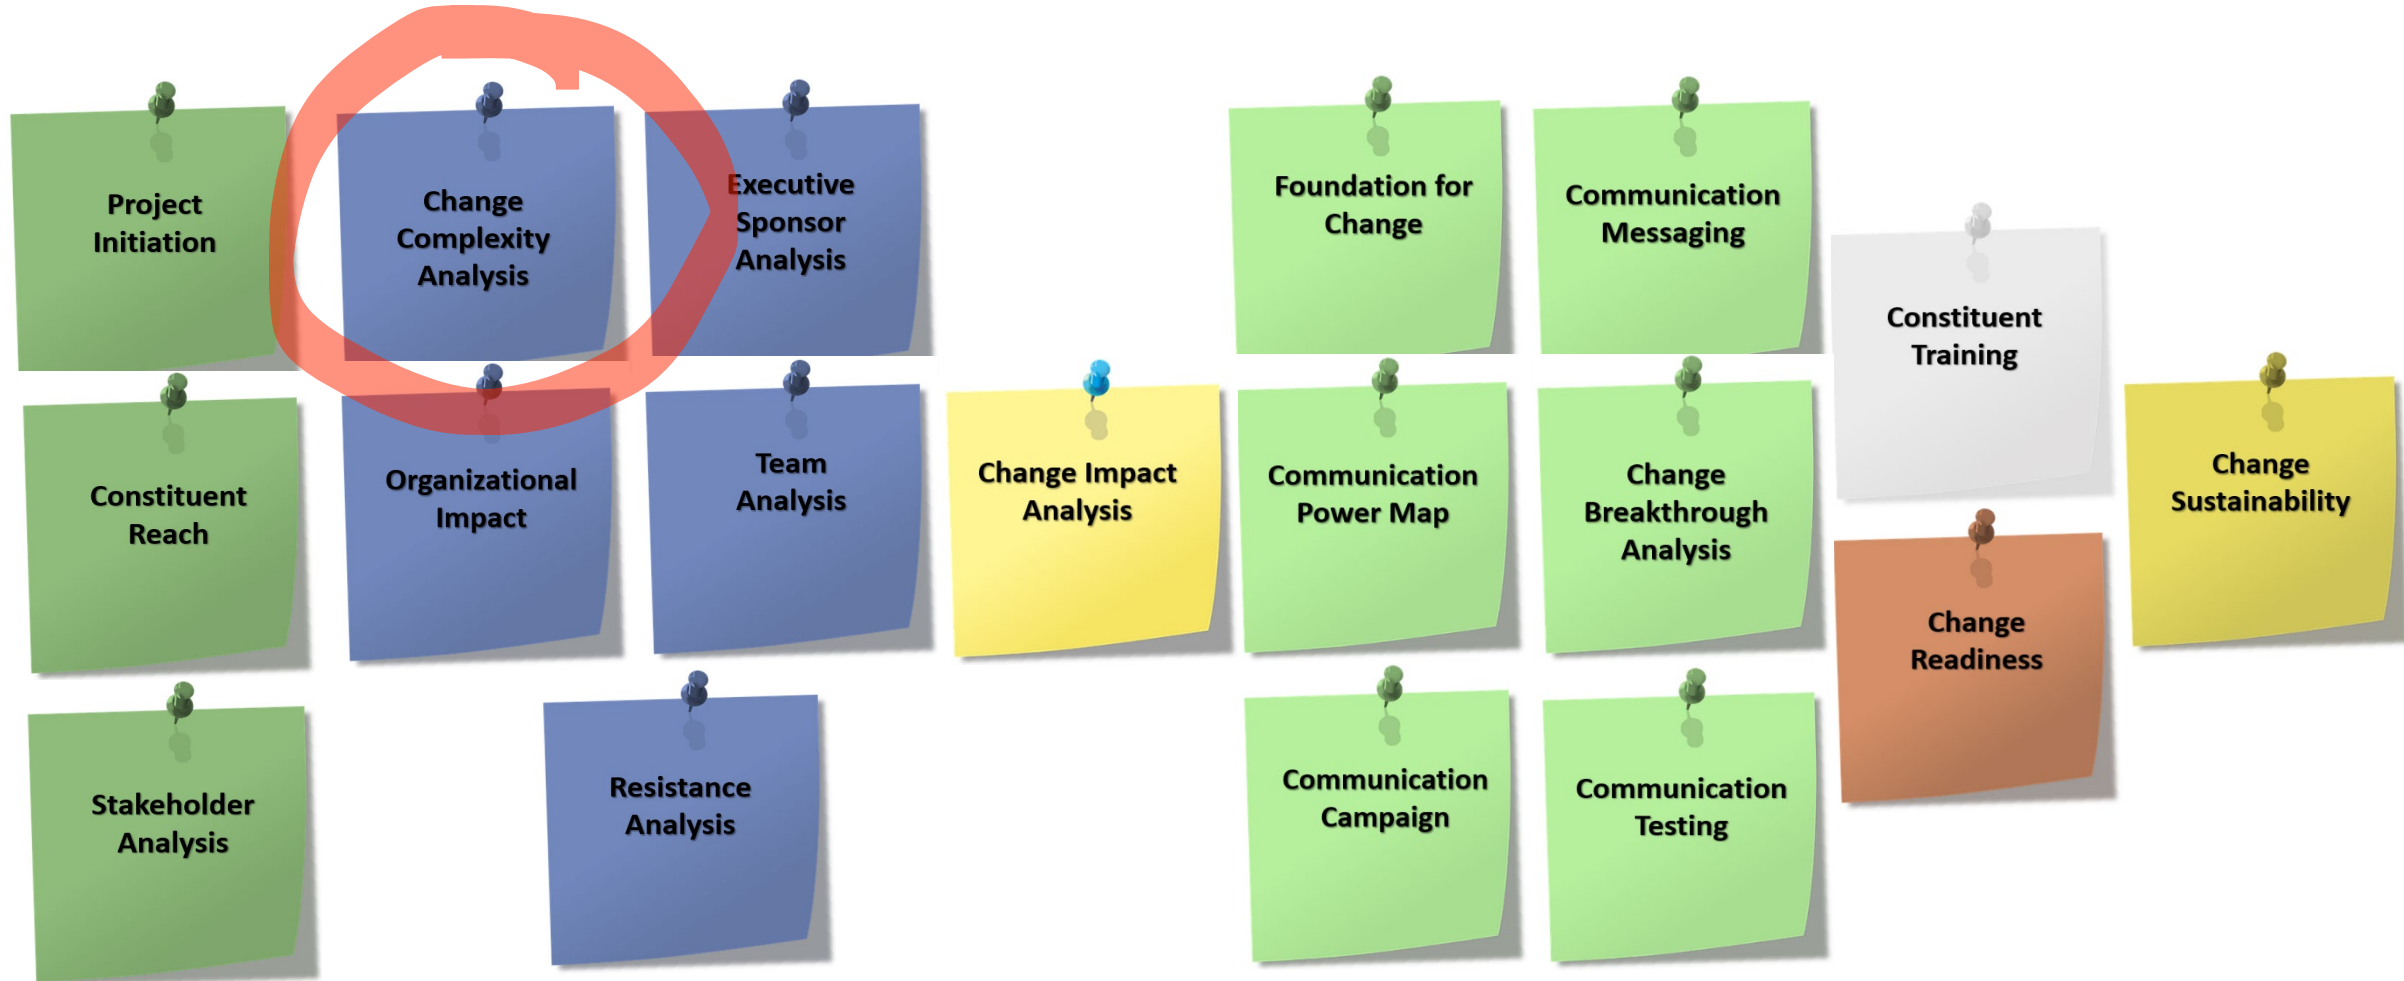 Project
Initiation
Change
Complexity
Analysis
Executive
Sponsor
Analysis
Foundation for
Change
Communication
Messaging
Constituent
Training
Constituent
Reach
Organizational
Impact
Team
Analysis
Change Impact
Analysis
Communication
Power Map
Change
Breakthrough
Analysis
Change
Readiness
Change
Sustainability
Stakeholder
Analysis
Resistance
Analysis
Communication
Campaign
Communication
Testing